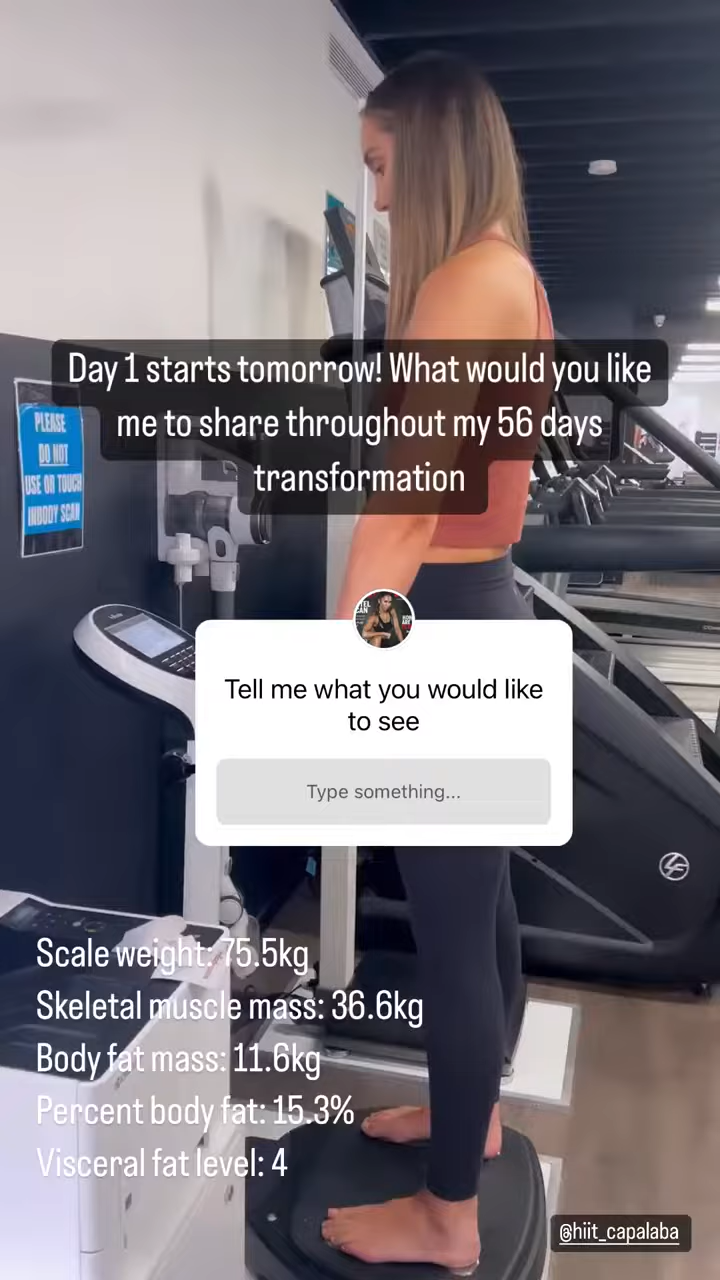 Day 1 starts tomorrow! What would you like
me to share throughout my 56 days
transformation
PLEASE
DO NOT
USE OR TOUCH
INBODY SCAN
Tell me what you would like
to see
Type something...
Scale weight: 75.5kg
Skeletal muscle mass: 36.6kg
Body fat mass: 11.6kg
Percent body fat: 15.3%
Visceral fat level: 4
@hiit_capalaba